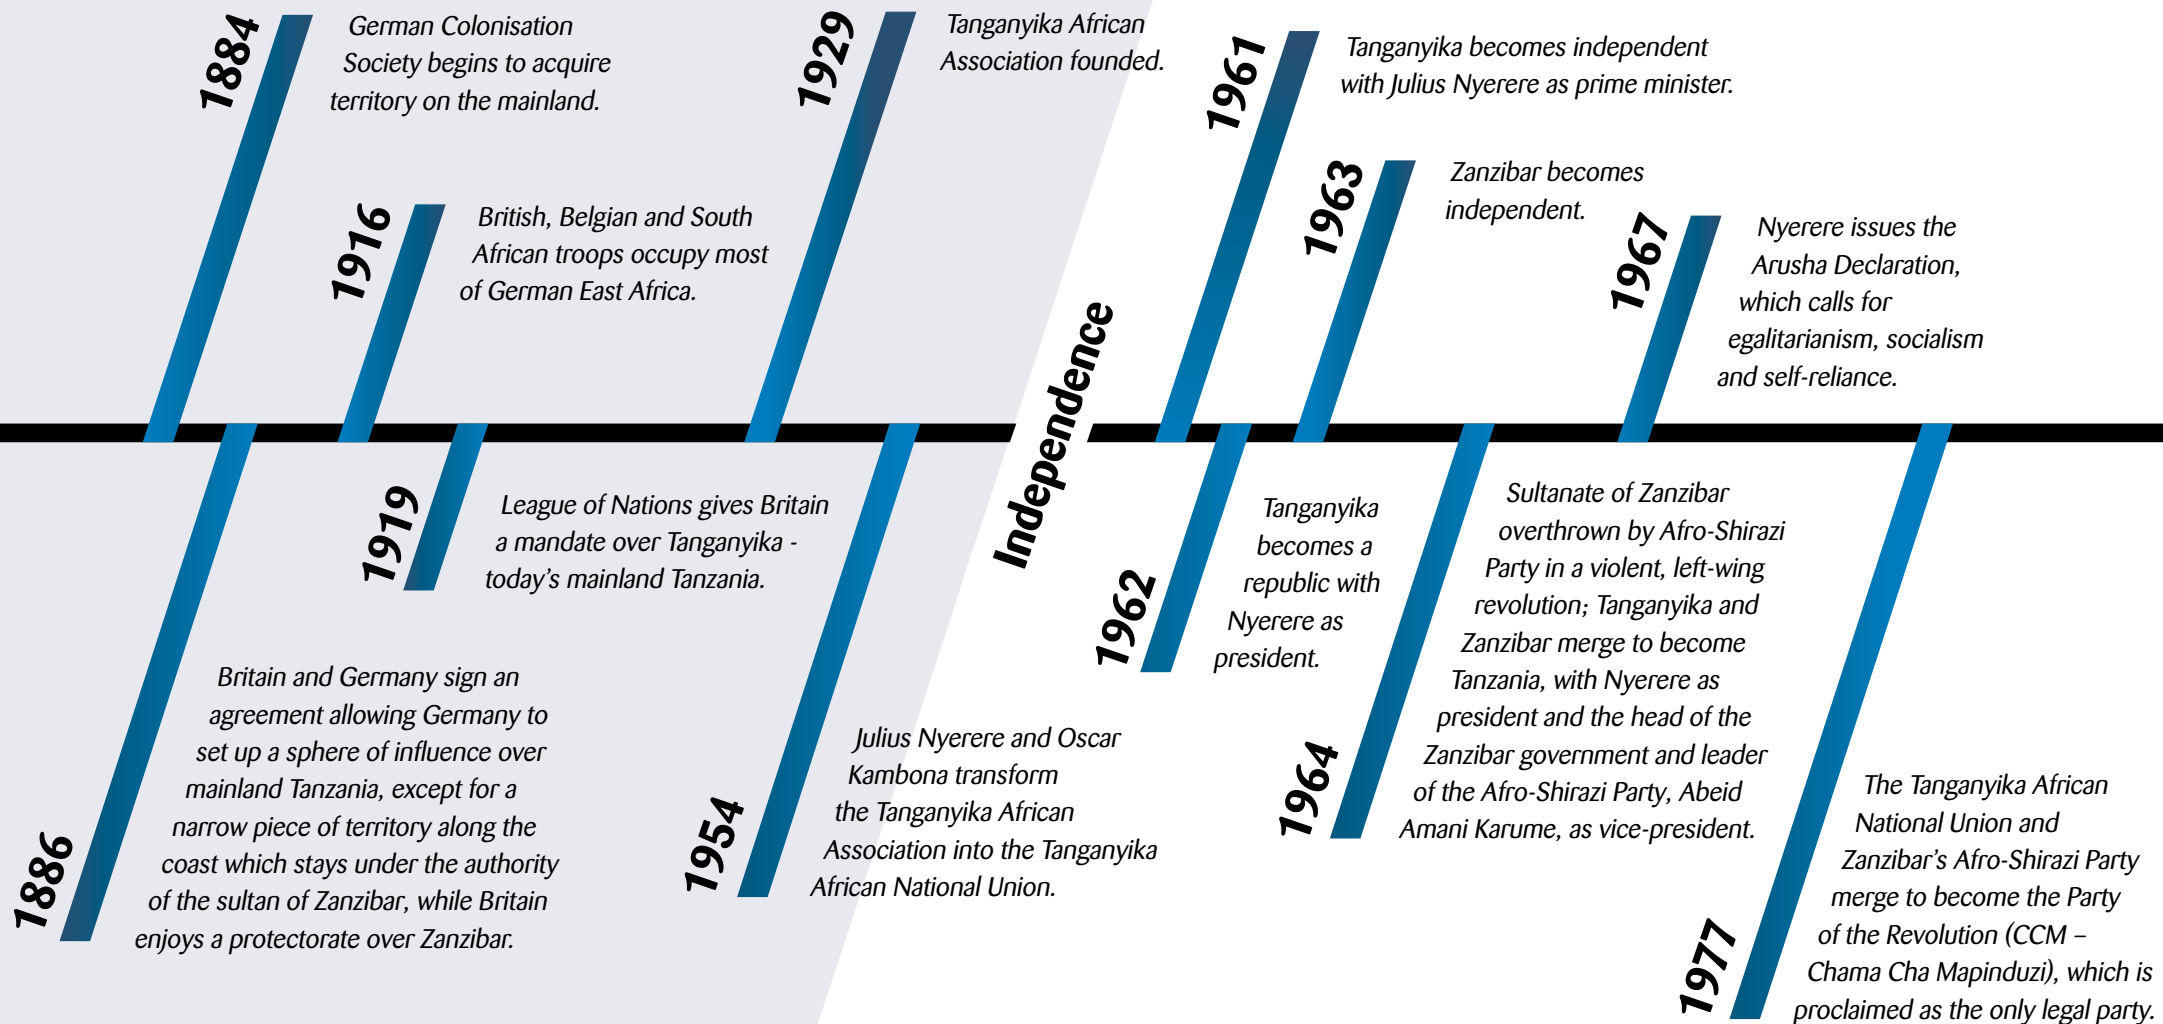 1884
German Colonisation
Society begins to acquire
territory on the mainland.
1886
Britain and Germany sign an
agreement allowing Germany to
set up a sphere of influence over
mainland Tanzania, except for a
narrow piece of territory along the
coast which stays under the authority
of the sultan of Zanzibar, while Britain
enjoys a protectorate over Zanzibar.
1916
British, Belgian and South
African troops occupy most
of German East Africa.
1919
League of Nations gives Britain
a mandate over Tanganyika -
today's mainland Tanzania.
1929
Tanganyika African
Association founded.
1954
Julius Nyerere and Oscar
Kambona transform
the Tanganyika African
Association into the Tanganyika
African National Union.
Independence
1961
Tanganyika becomes independent
with Julius Nyerere as prime minister.
1962
Tanganyika
becomes a
republic with
Nyerere as
president.
1963
Zanzibar becomes
independent.
1964
Sultanate of Zanzibar
overthrown by Afro-Shirazi
Party in a violent, left-wing
revolution; Tanganyika and
Zanzibar merge to become
Tanzania, with Nyerere as
president and the head of the
Zanzibar government and leader
of the Afro-Shirazi Party, Abeid
Amani Karume, as vice-president.
1967
Nyerere issues the
Arusha Declaration,
which calls for
egalitarianism, socialism
and self-reliance.
1977
The Tanganyika African
National Union and
Zanzibar's Afro-Shirazi Party
merge to become the Party
of the Revolution (CCM –
Chama Cha Mapinduzi), which is
proclaimed as the only legal party.